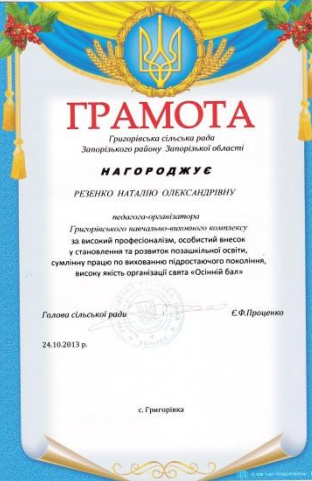 ГРАМОТА
Григорівська сільська рада
Запорізького району Запорізької області
НАГОРОДЖУЄ
РЕЗЕНКО НАТАЛІЮ ОЛЕКСАНДРІВНУ
педагога-організатора
Григорівського навчально-виховного комплексу
за високий професіоналізм, особистий внесок
у становлення та розвиток позашкільної освіти,
сумлінну працю по вихованню підростаючого покоління,
високу якість організації свята «Осінній бал»
Голова сільської ради Є.Ф.Проценко
24.10.2013 р.
с. Григорівка